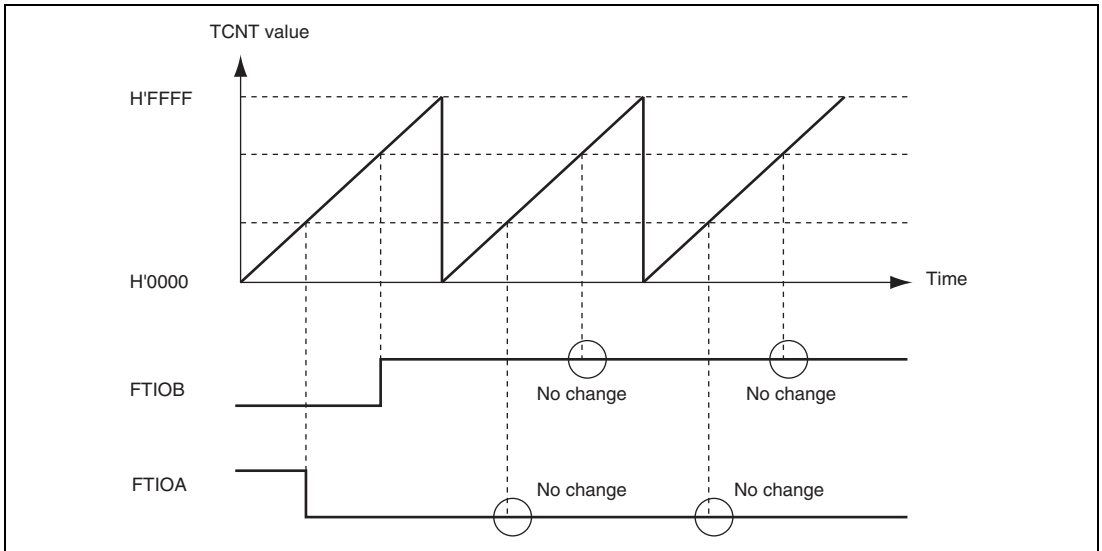 TCNT value
H'FFFF
H'0000
Time
FTIOB
No change
No change
FTIOA
No change
No change